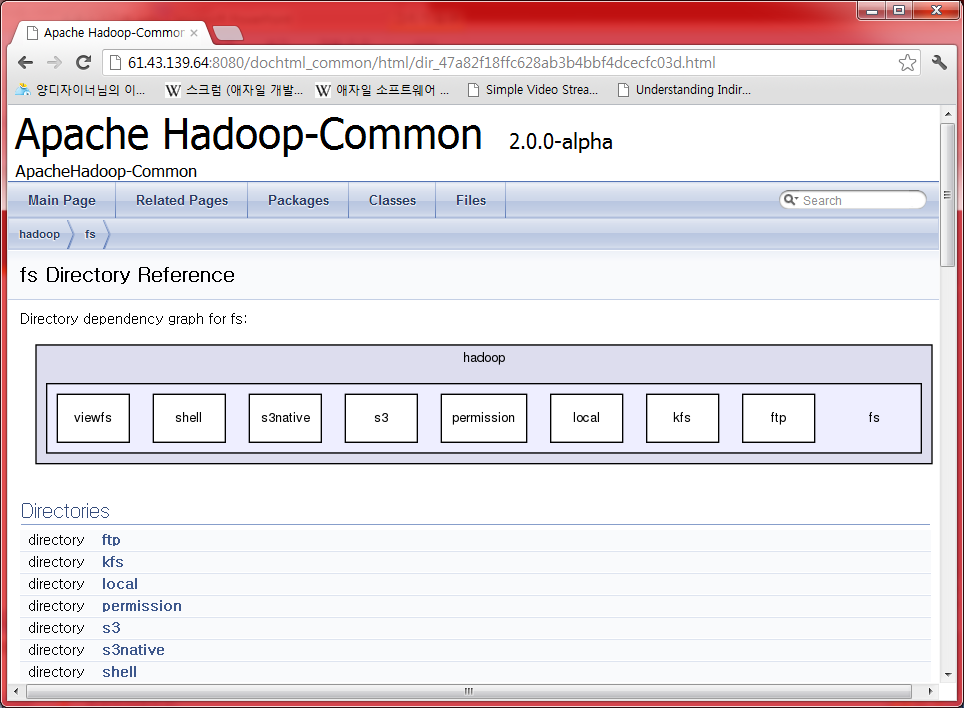 Apache Hadoop-Common
61.43.139.64:8080/dochtml_common/html/dir_47a82f18ffc628ab3b4bbf4dcecfc03d.html
양디자이너님의 이... 스크럼 (애자일 개발... 애자일 소프트웨어 ... Simple Video Strea... Understanding Indir...
Apache Hadoop-Common 2.0.0-alpha
ApacheHadoop-Common
Main Page Related Pages Packages Classes Files Search
hadoop fs
fs Directory Reference
Directory dependency graph for fs:
hadoop
viewfs shell s3native s3 permission local kfs ftp fs
Directories
directory ftp
directory kfs
directory local
directory permission
directory s3
directory s3native
directory shell